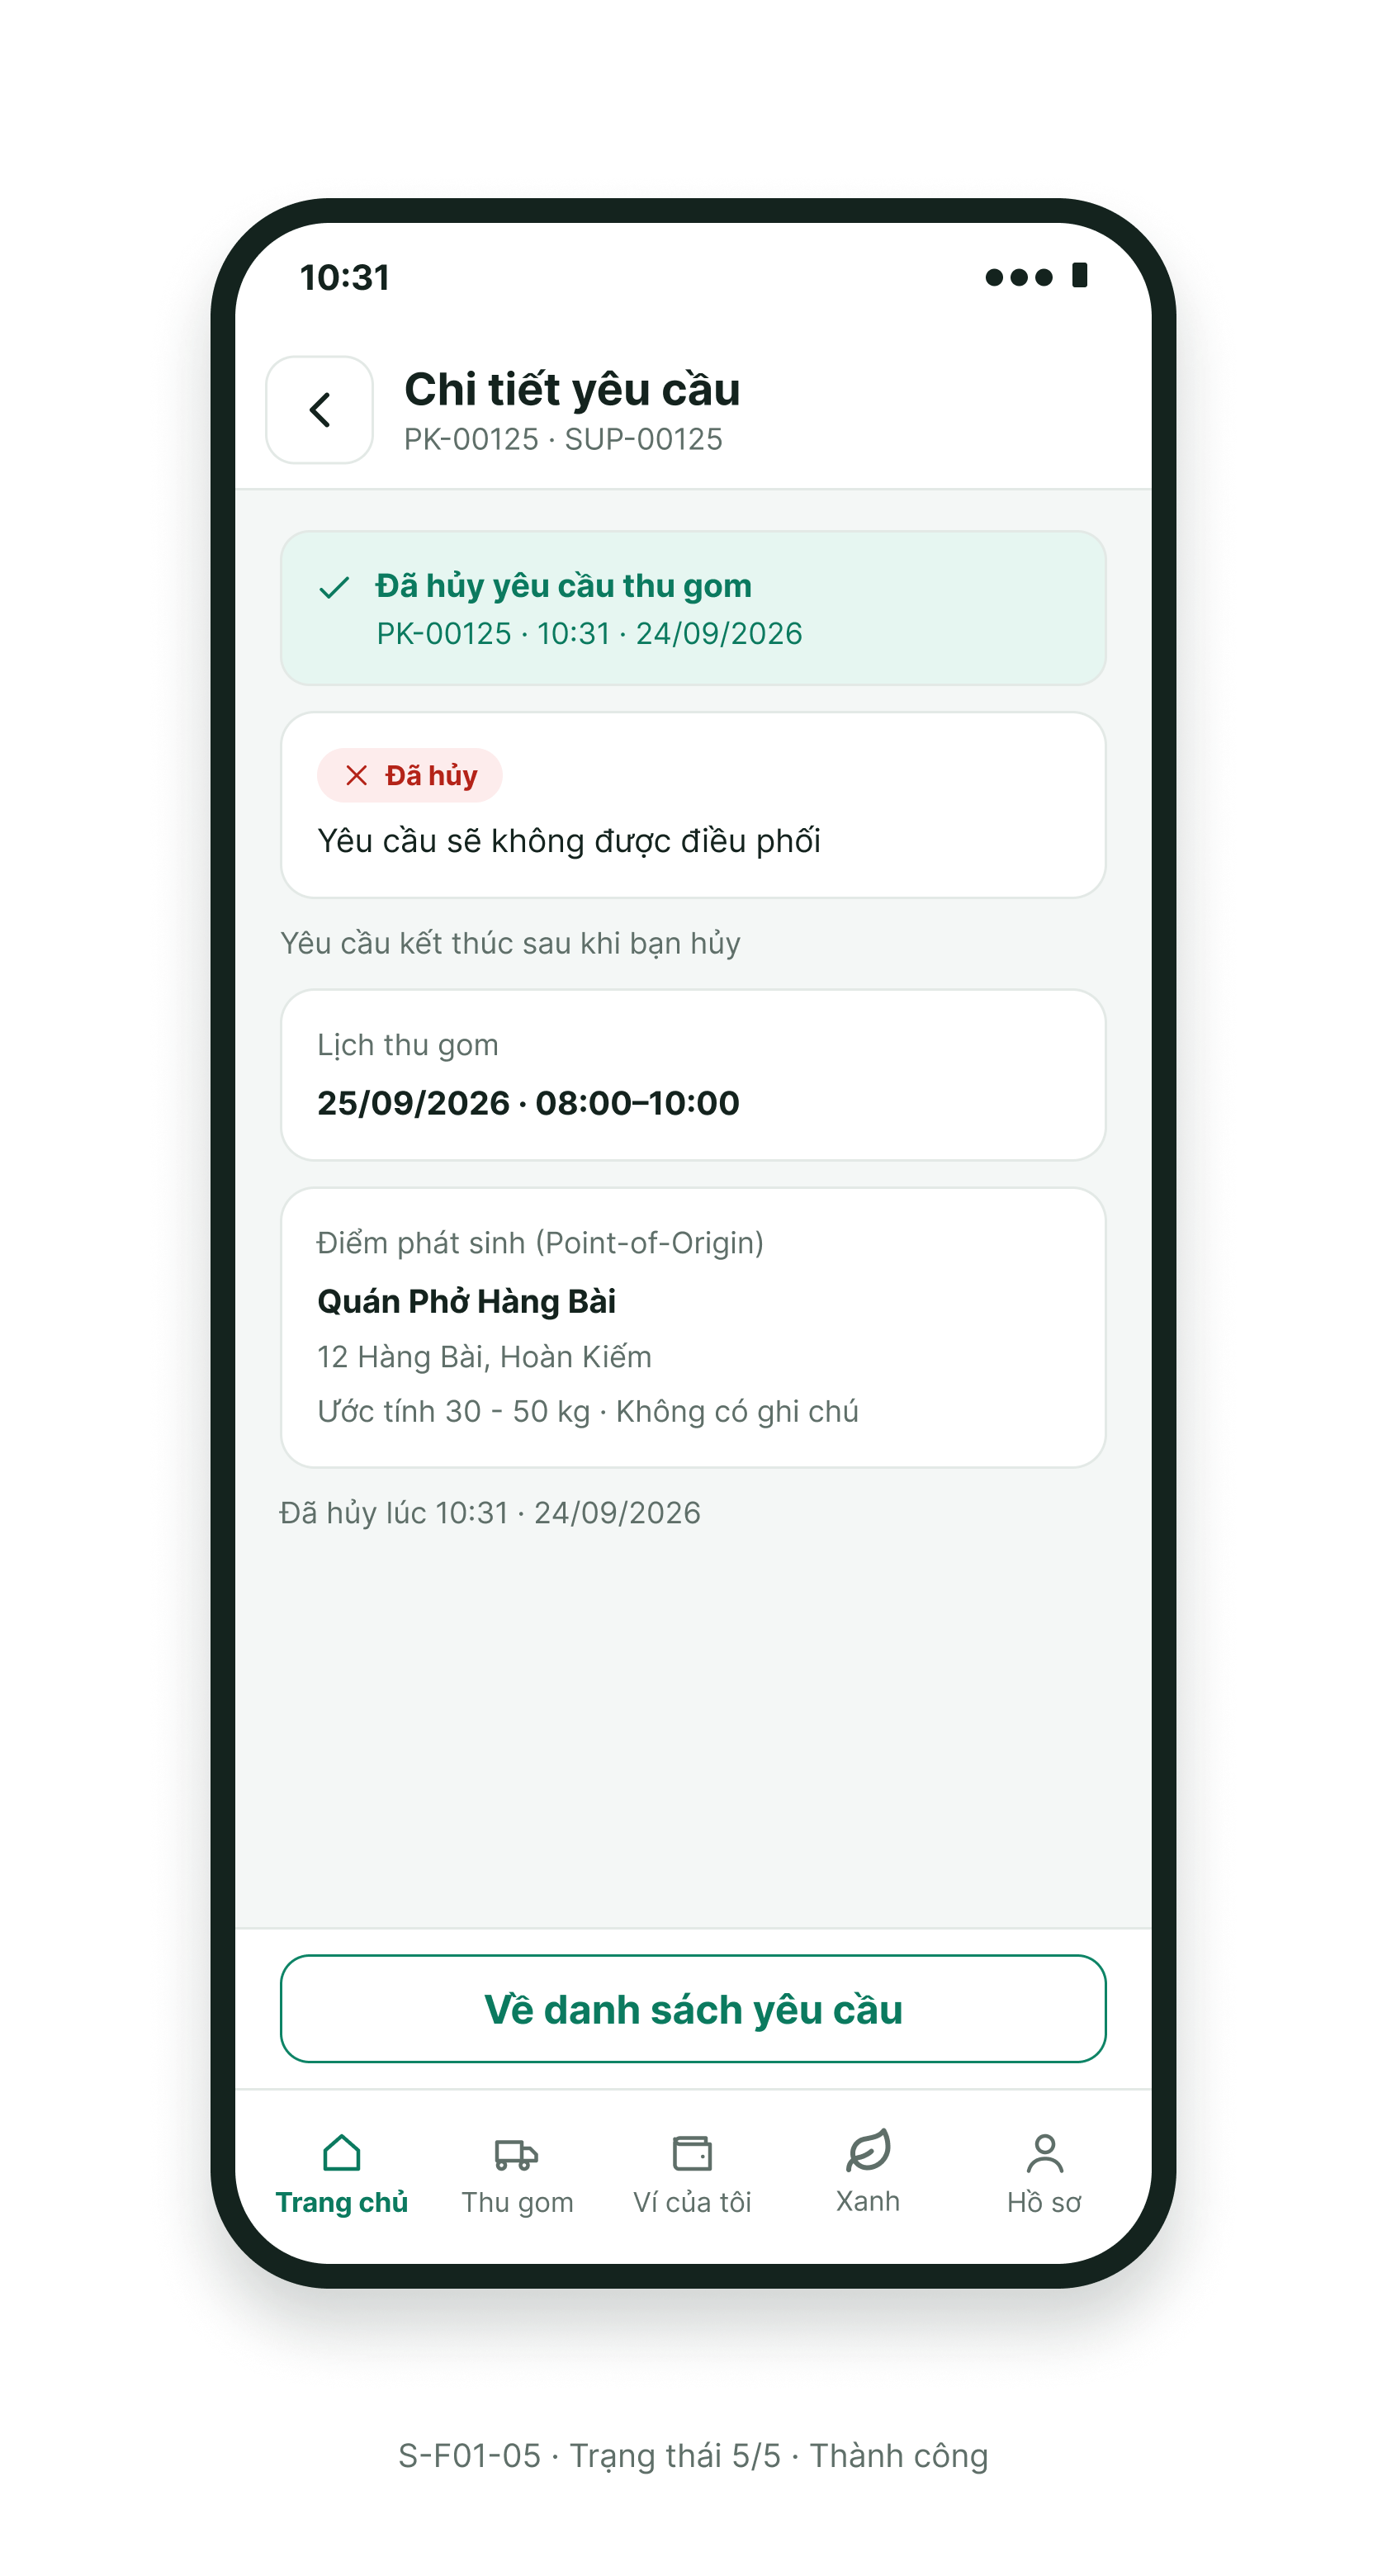 10:31
Chi tiết yêu cầu
PK-00125 · SUP-00125
Đã hủy yêu cầu thu gom
PK-00125 · 10:31 · 24/09/2026
Đã hủy
Yêu cầu sẽ không được điều phối
Yêu cầu kết thúc sau khi bạn hủy
Lịch thu gom
25/09/2026 · 08:00–10:00
Điểm phát sinh (Point-of-Origin)
Quán Phở Hàng Bài
12 Hàng Bài, Hoàn Kiếm
Ước tính 30 - 50 kg · Không có ghi chú
Đã hủy lúc 10:31 · 24/09/2026
Về danh sách yêu cầu
Trang chủ
Thu gom
Ví của tôi
Xanh
Hồ sơ
S-F01-05 · Trạng thái 5/5 · Thành công